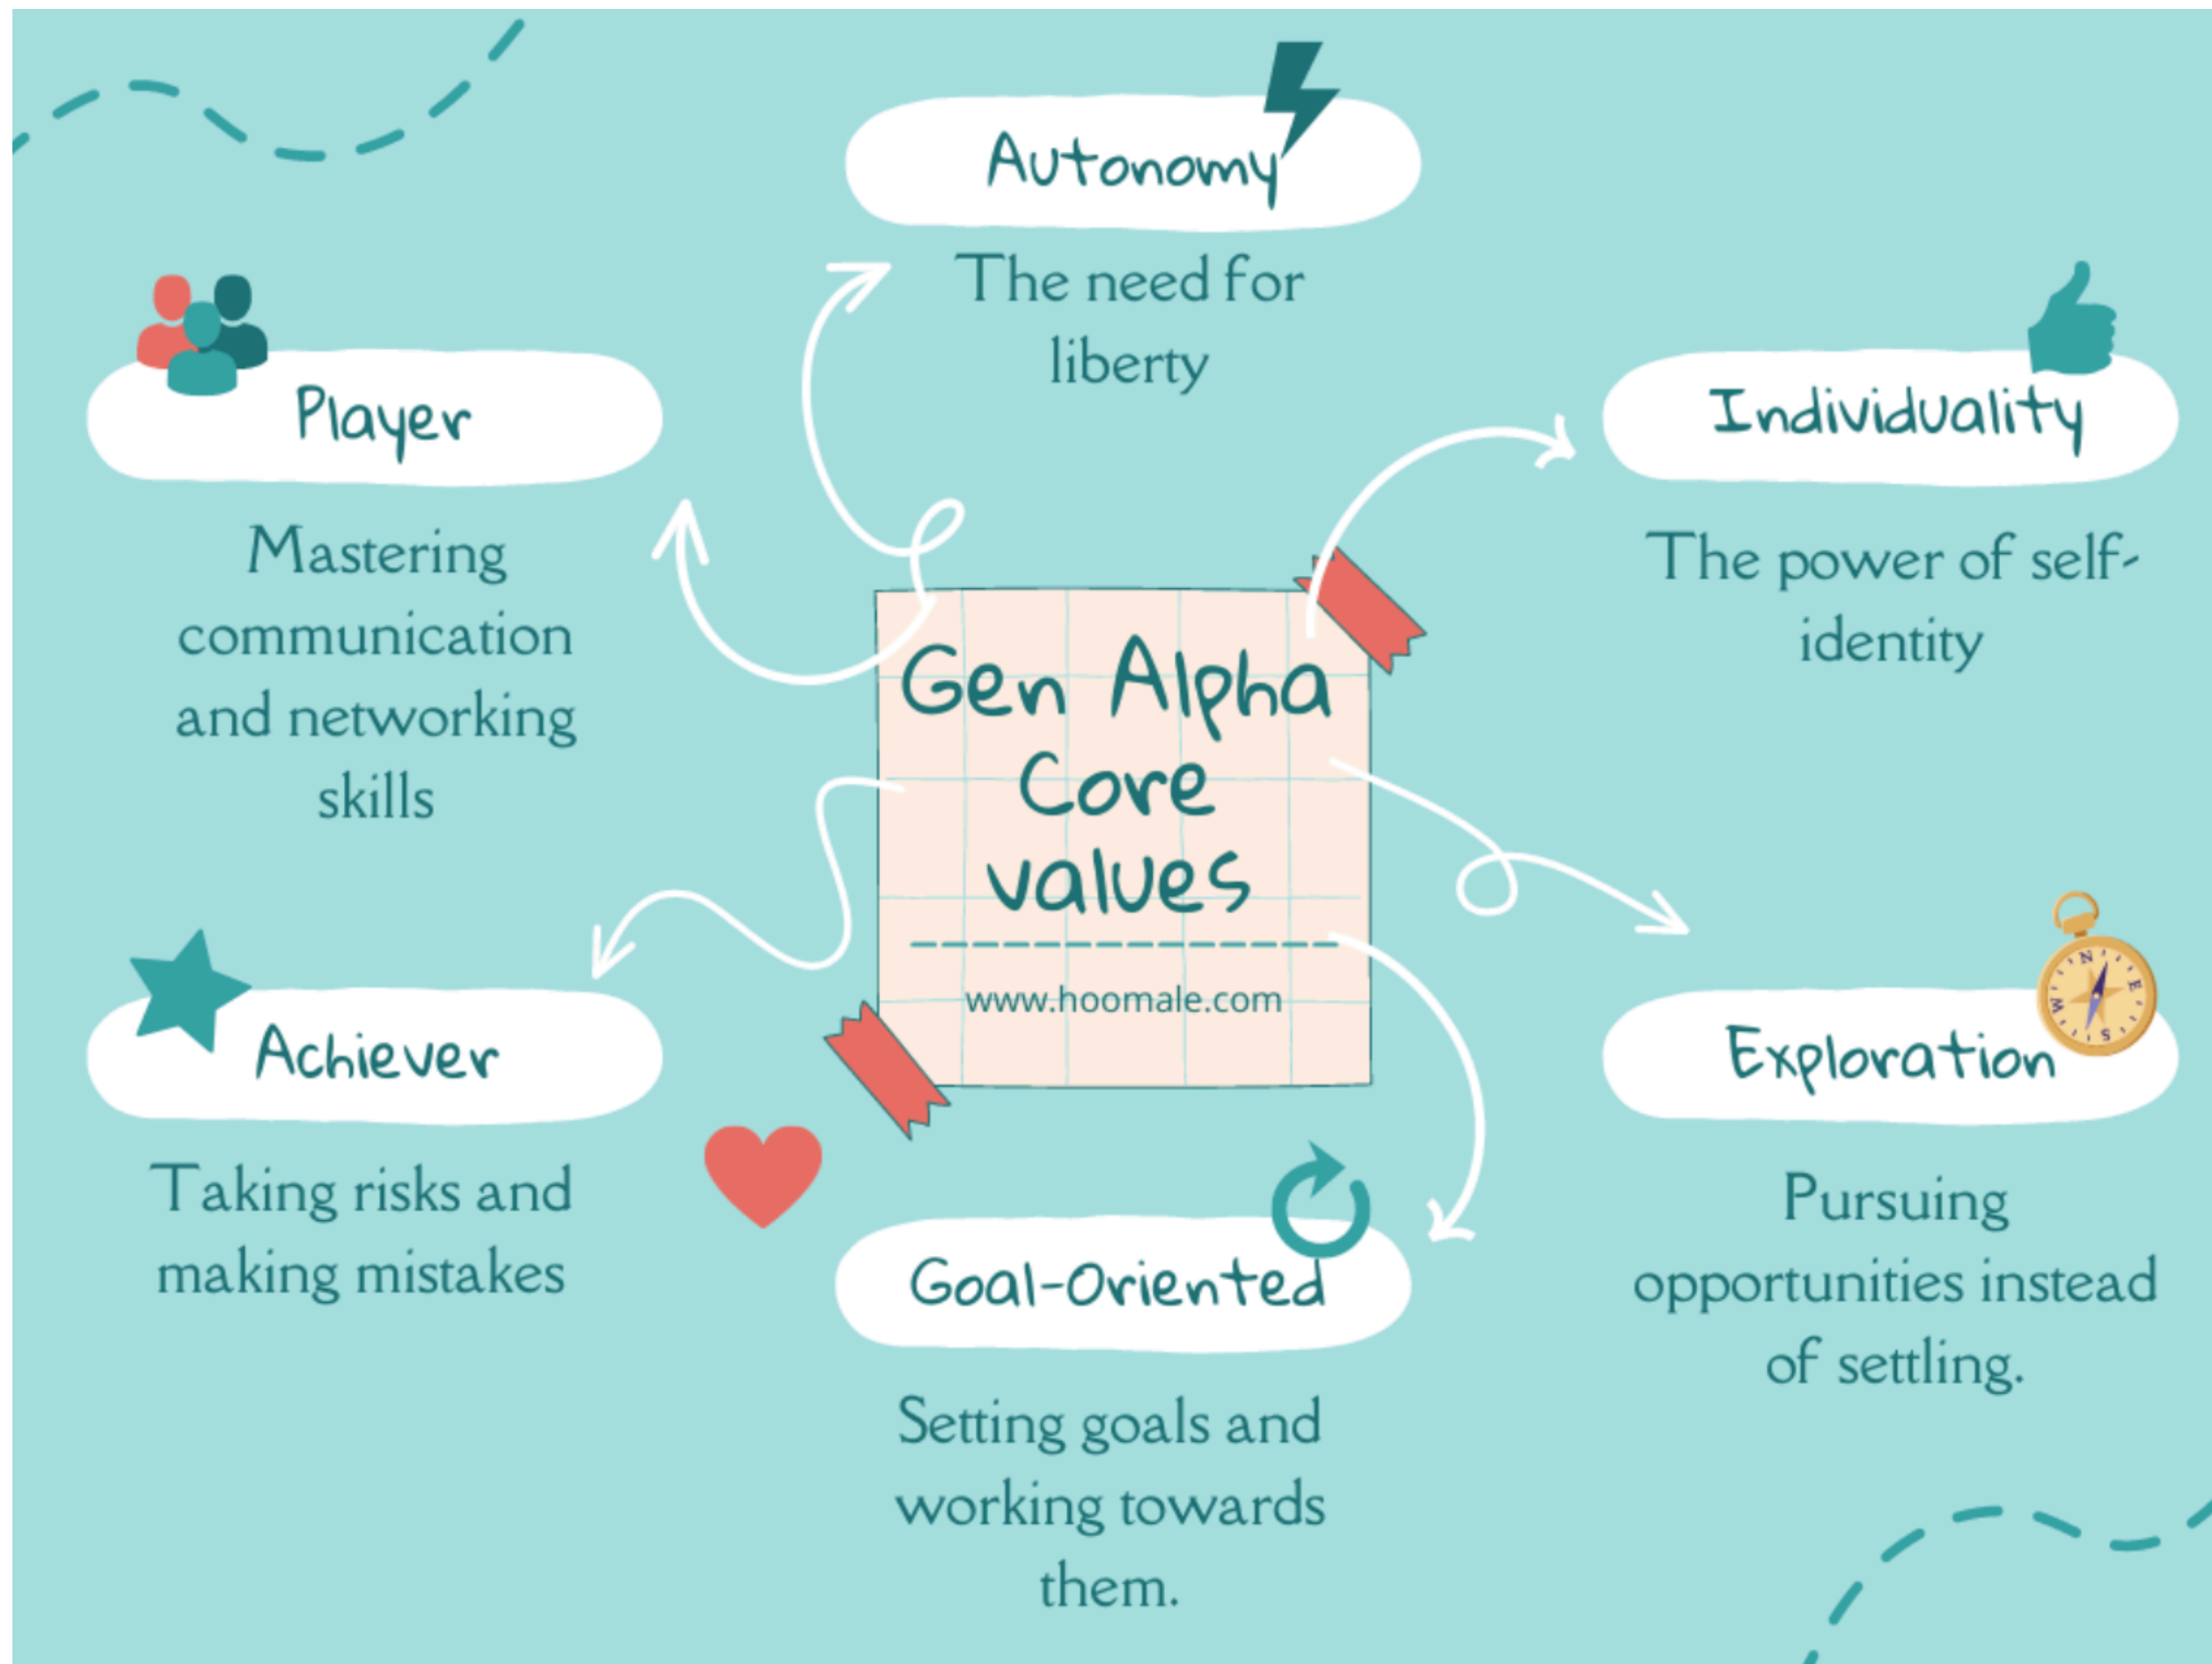 Autonomy
The need for
liberty
Player
Mastering
communication
and networking
skills
Individuality
The power of self-
identity
Gen Alpha
Core
values
www.hoomale.com
Achiever
Taking risks and
making mistakes
Exploration
Pursuing
opportunities instead
of settling.
Goal-Oriented
Setting goals and
working towards
them.
N
E
S
W